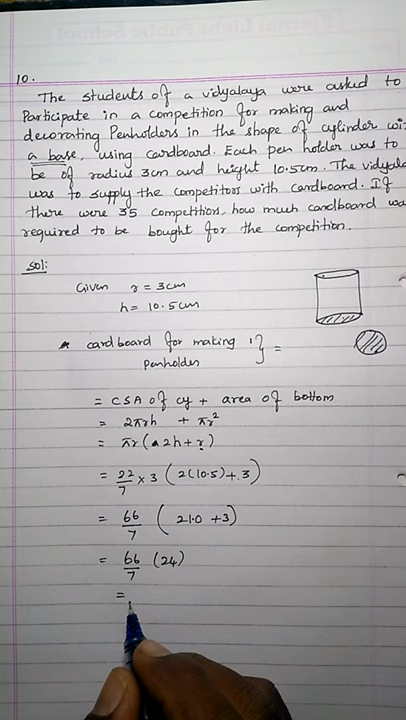 10.
The students of a vidyalaya were asked to
Participate in a competition for making and
decorating Penholders in the shape of cylinder wi
a base, using cardboard. Each pen holder was to
be of radius 3cm and height 10.5cm. The vidyala
was to supply the competitors with cardboard. If
there were 35 competitors, how much cardboard wa
required to be bought for the competition.
Sol:
Given r = 3cm
h = 10.5cm
cardboard for making 1 } =
Penholder
= CSA of cy + area of bottom
= 2πrh + πr²
= πr(2h+r)
= 22/7 × 3 (2(10.5)+3)
= 66/7 (21.0 +3)
= 66/7 (24)
=